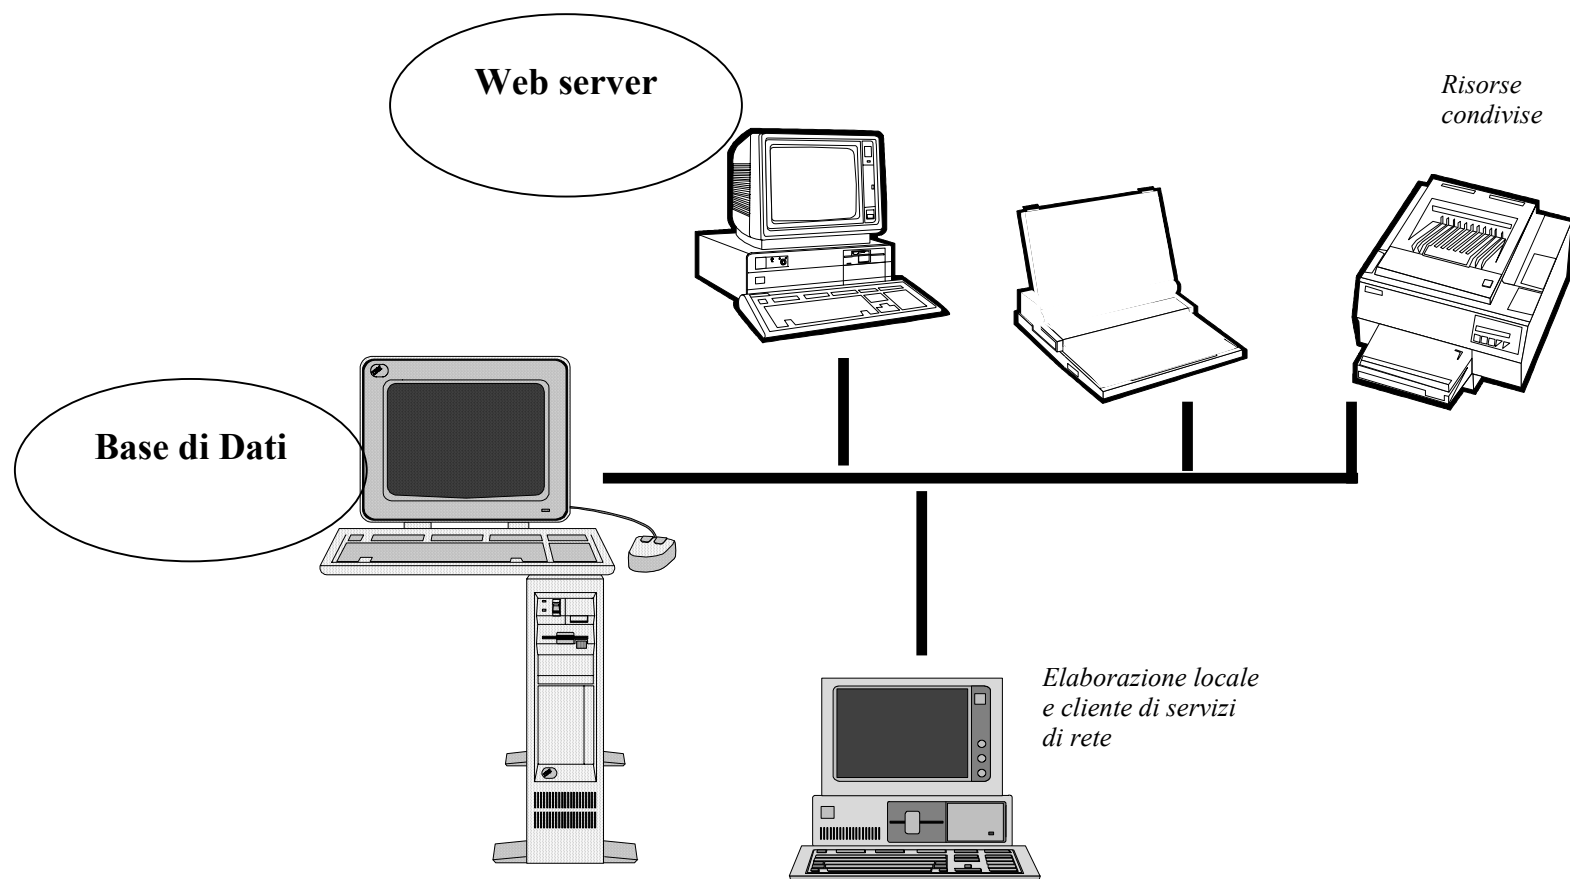 Web server
Risorse
condivise
Base di Dati
Elaborazione locale
e cliente di servizi
di rete